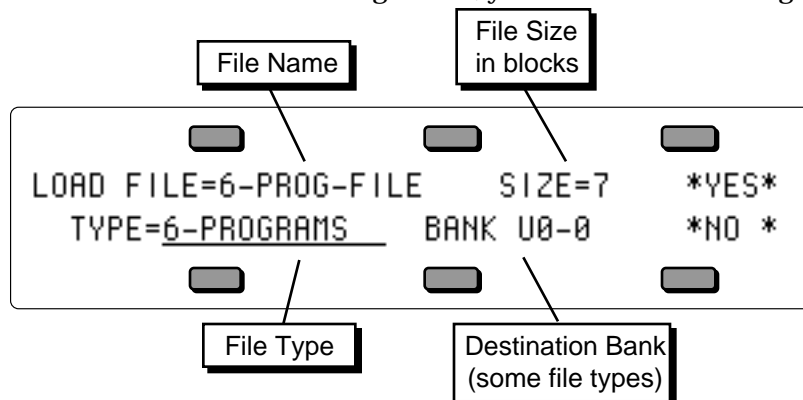 File Name
File Size
in blocks
LOAD FILE=6-PROG-FILE SIZE=7 *YES*
TYPE=6-PROGRAMS BANK U0-0 *NO *
File Type
Destination Bank
(some file types)